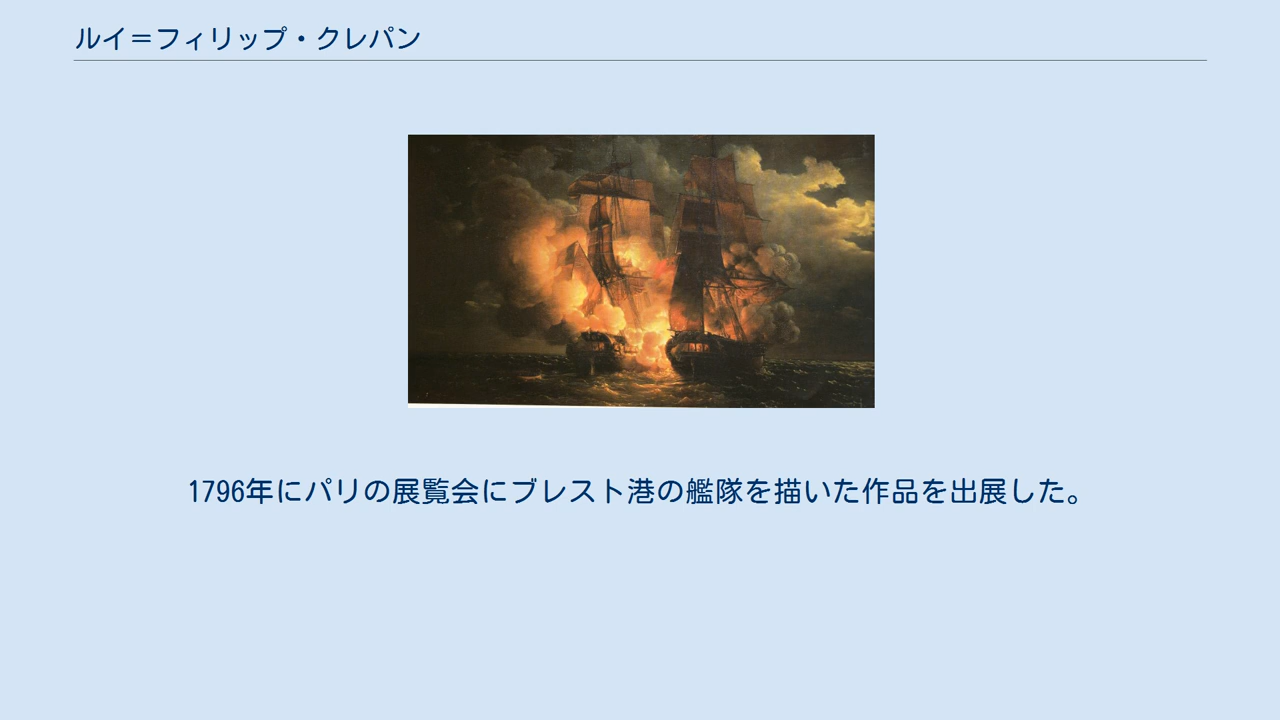 ルイ＝フィリップ・クレパン
1796年にパリの展覧会にブレスト港の艦隊を描いた作品を出展した。